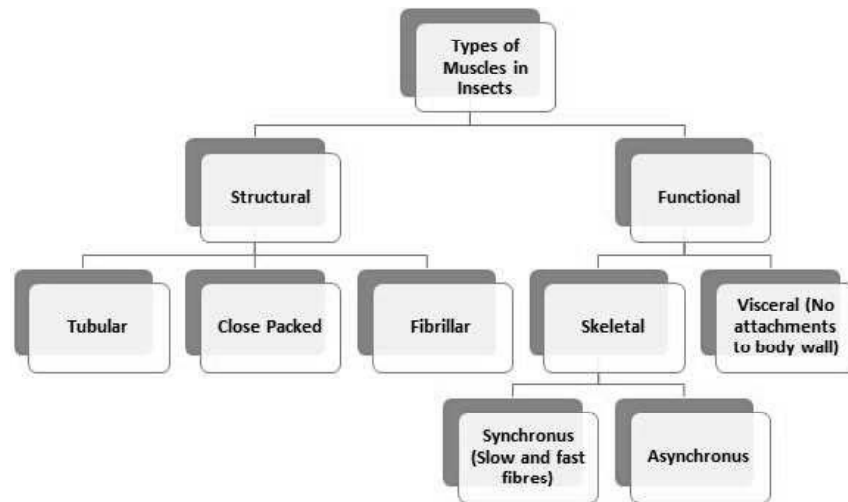 Types of
Muscles in
Insects
Structural
Functional
Tubular
Close Packed
Fibrillar
Skeletal
Visceral (No
attachments
to body wall)
Synchronus
(Slow and fast
fibres)
Asynchronus